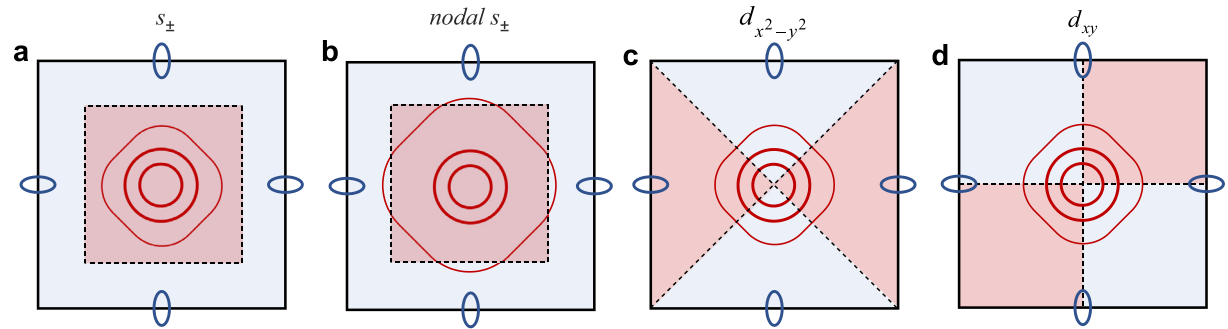 a s±
b nodal s±
c dx²−y²
d dxy